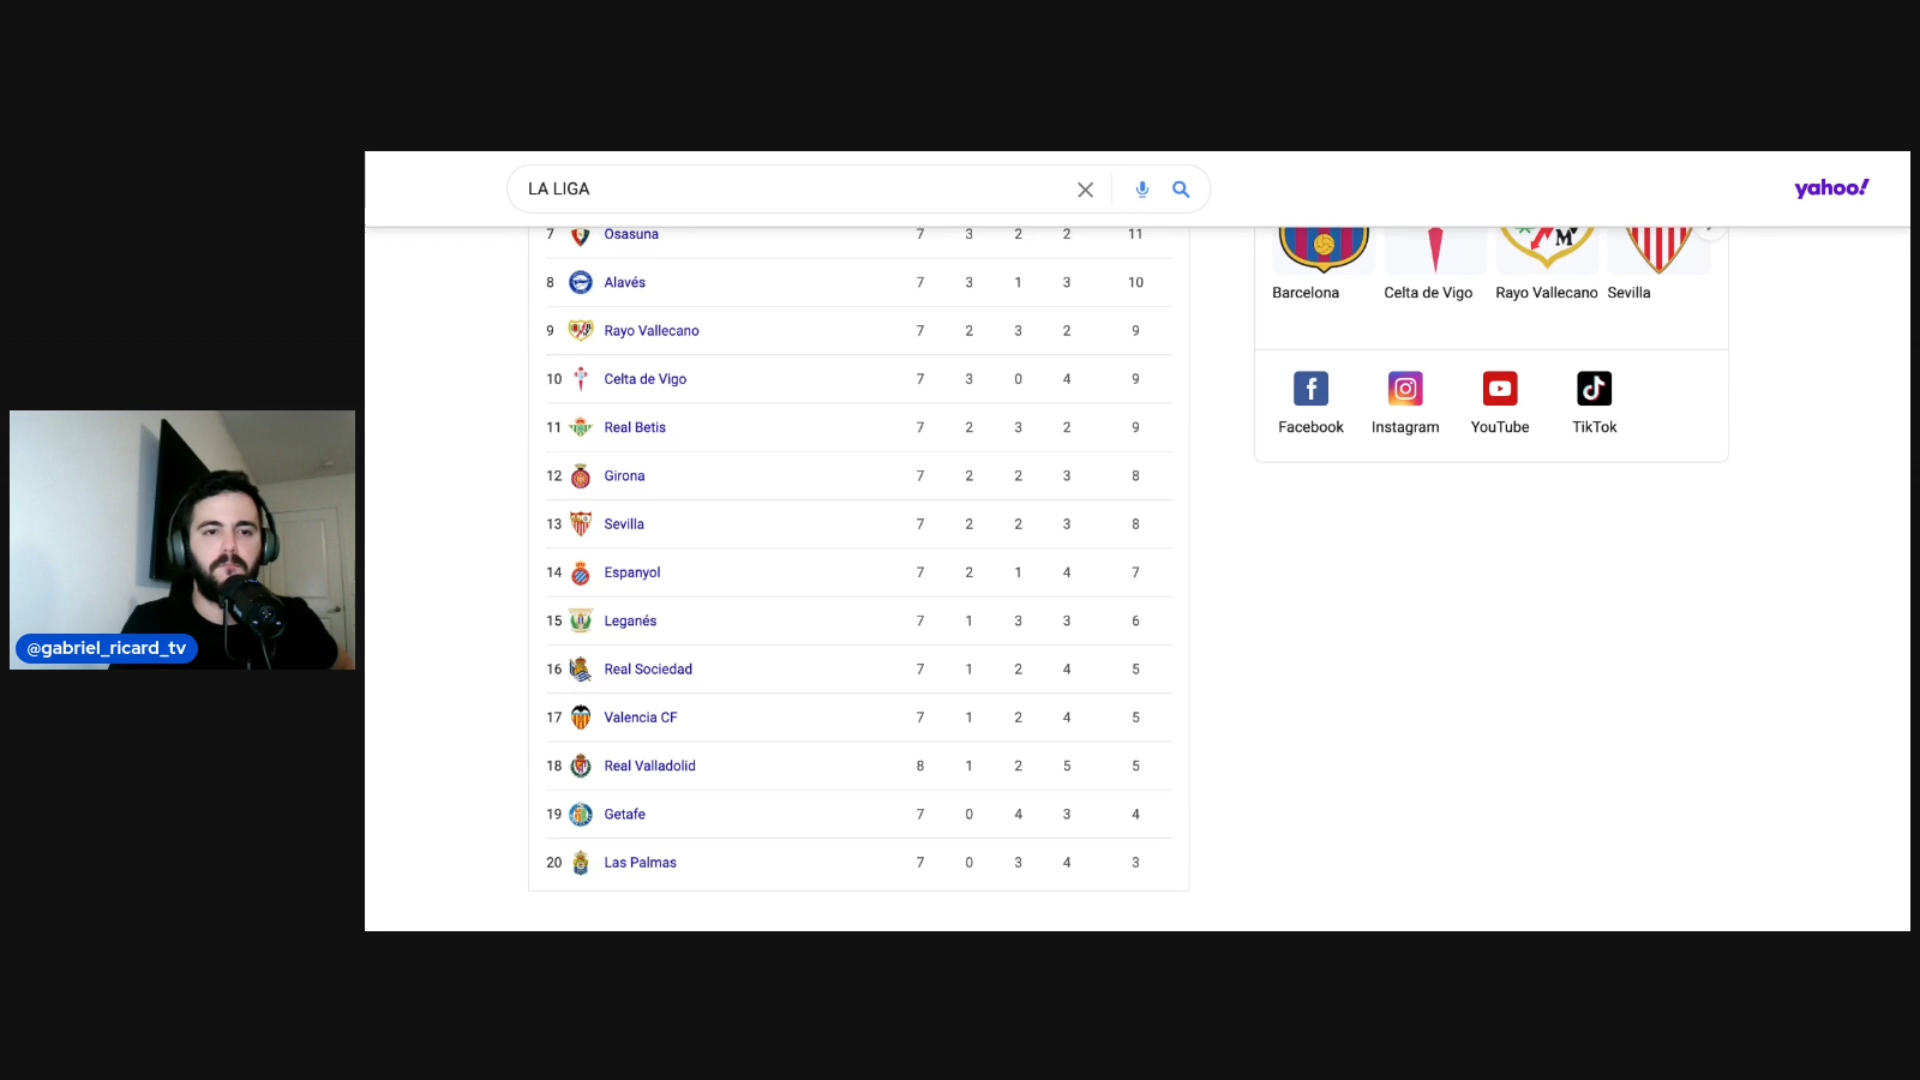 LA LIGA
yahoo!
7 Osasuna 7 3 2 2 11
8 Alavés 7 3 1 3 10
9 Rayo Vallecano 7 2 3 2 9
10 Celta de Vigo 7 3 0 4 9
11 Real Betis 7 2 3 2 9
12 Girona 7 2 2 3 8
13 Sevilla 7 2 2 3 8
14 Espanyol 7 2 1 4 7
15 Leganés 7 1 3 3 6
16 Real Sociedad 7 1 2 4 5
17 Valencia CF 7 1 2 4 5
18 Real Valladolid 8 1 2 5 5
19 Getafe 7 0 4 3 4
20 Las Palmas 7 0 3 4 3
M
Barcelona Celta de Vigo Rayo Vallecano Sevilla
Facebook Instagram YouTube TikTok
@gabriel_ricard_tv